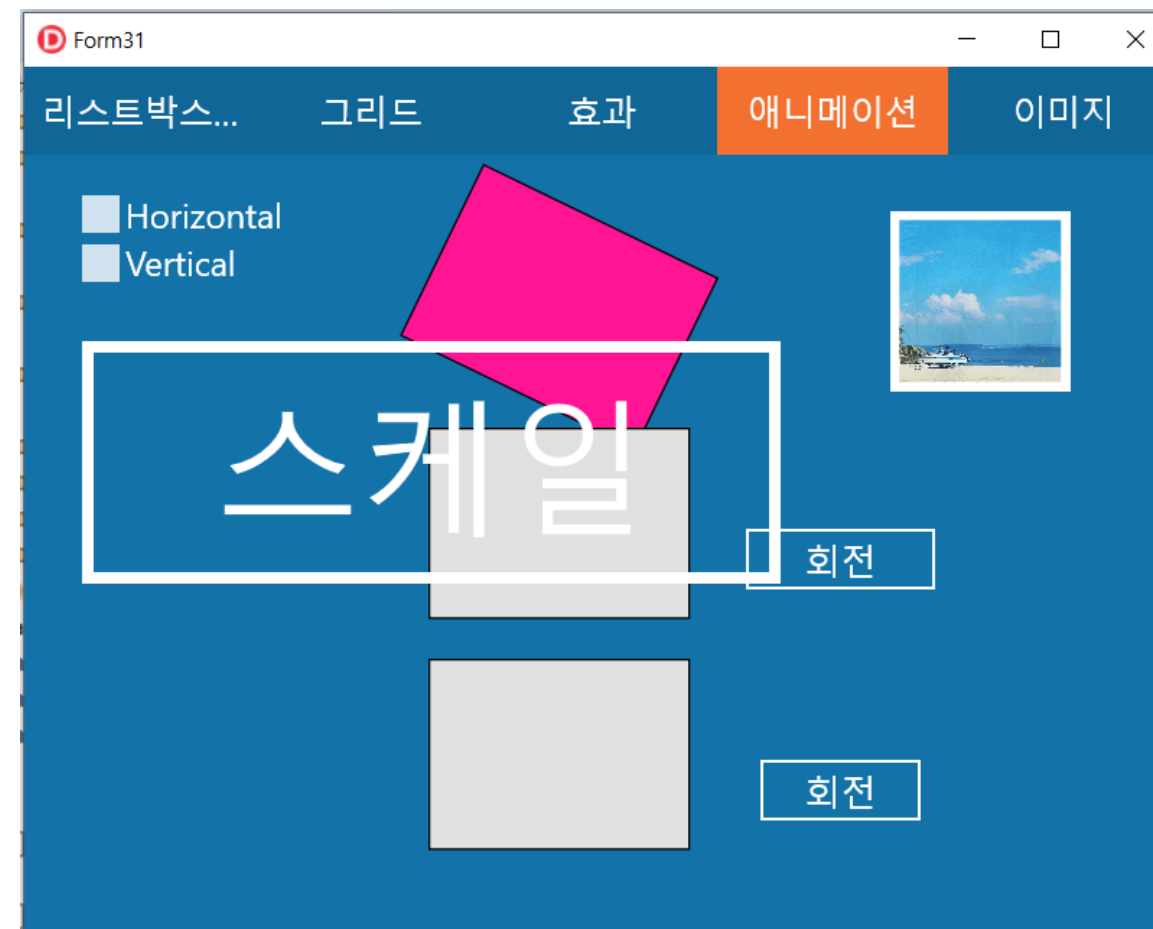 Form31
리스트박스... 그리드 효과 애니메이션 이미지
Horizontal
Vertical
스케일
회전
회전